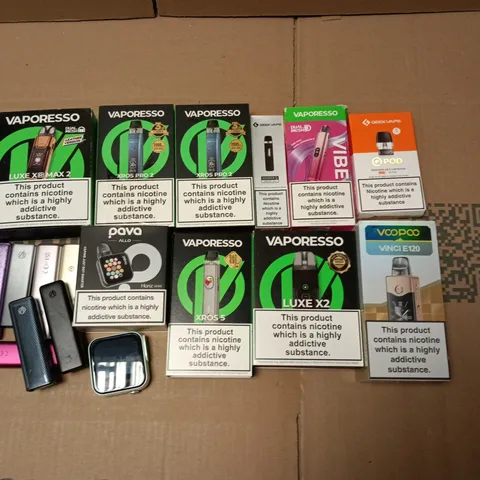 VAPORESSO
LUXE XR MAX 2
This product
contains nicotine
which is a highly
addictive
substance.
VAPORESSO
XROS PRO 2
This product
contains nicotine
which is a highly
addictive
substance.
VAPORESSO
XROS PRO 2
This product
contains nicotine
which is a highly
addictive
substance.
GEEK VAPE
This product
contains nicotine
which is a highly
addictive
substance.
VAPORESSO
VIBE
This product
contains nicotine
which is a highly
addictive
substance.
GEEK VAPE
Q POD
This product contains
nicotine which is a highly
addictive substance.
pava
ALLO
This product contains
nicotine which is a highly
addictive substance.
VAPORESSO
XROS 5
This product
contains nicotine
which is a highly
addictive
substance.
VAPORESSO
LUXE X2
This product
contains nicotine
which is a highly
addictive
substance.
VOOPOO
VINCI E120
This product
contains nicotine
which is a highly
addictive
substance.